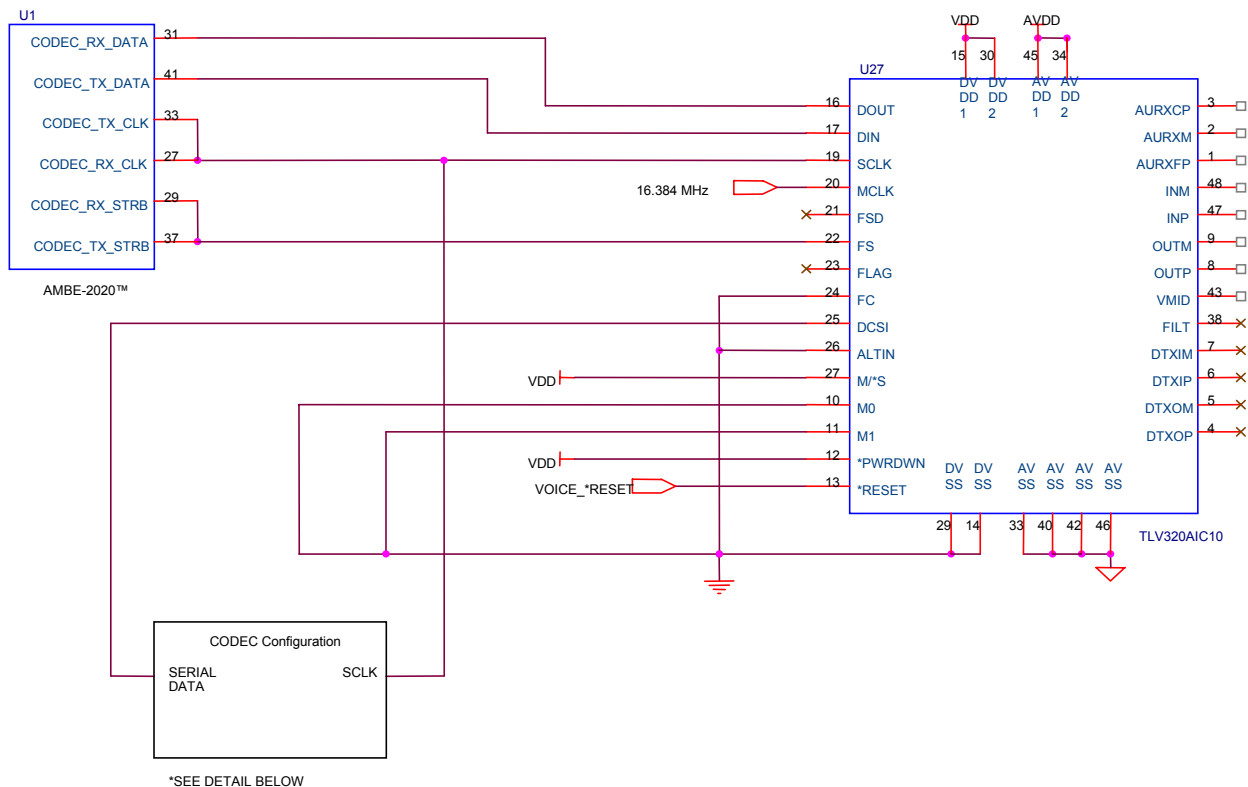 U1
CODEC_RX_DATA 31
CODEC_TX_DATA 41
CODEC_TX_CLK 33
CODEC_RX_CLK 27
CODEC_RX_STRB 29
CODEC_TX_STRB 37
AMBE-2020™
VDD AVDD
15 30 45 34
U27
DV DD 1
DV DD 2
AV DD 1
AV DD 2
16 DOUT
17 DIN
19 SCLK
16.384 MHz
20 MCLK
21 FSD
22 FS
23 FLAG
24 FC
25 DCSI
26 ALTIN
VDD
27 M/*S
10 M0
11 M1
VDD
12 *PWRDWN
VOICE_*RESET
13 *RESET
AURXCP 3
AURXM 2
AURXFP 1
INM 48
INP 47
OUTM 9
OUTP 8
VMID 43
FILT 38
DTXIM 7
DTXIP 6
DTXOM 5
DTXOP 4
DV DV AV AV AV AV
SS SS SS SS SS SS
29 14 33 40 42 46
TLV320AIC10
CODEC Configuration
SERIAL SCLK
DATA
*SEE DETAIL BELOW